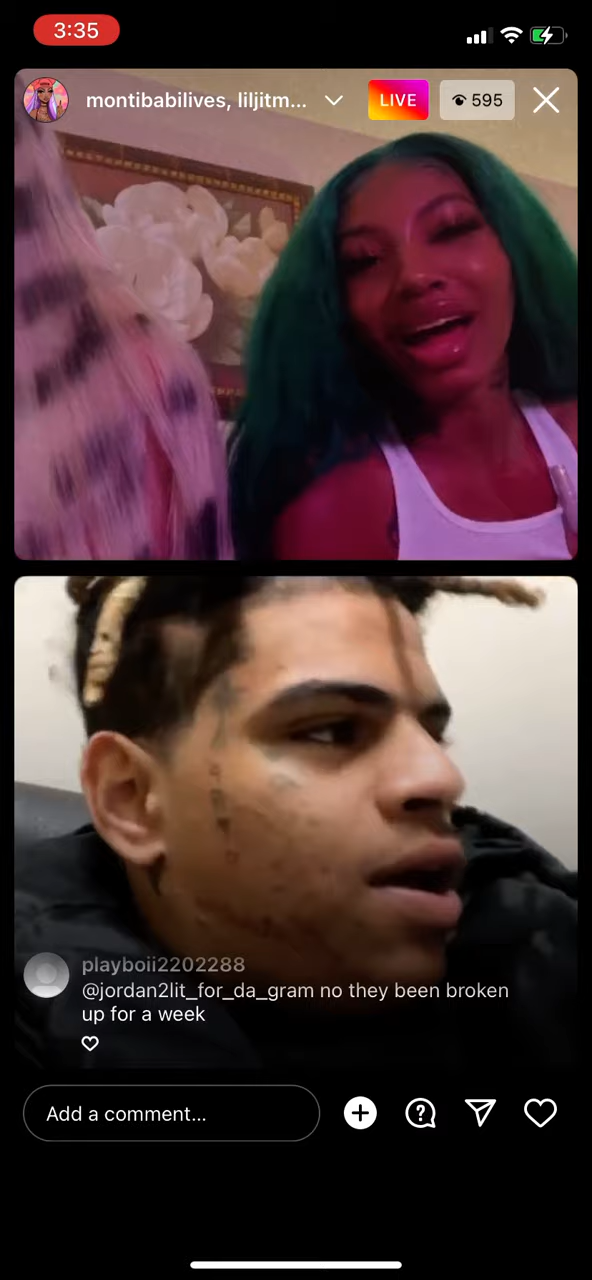 3:35
montibabilives, liljitm...
LIVE
595
playboii2202288
@jordan2lit_for_da_gram no they been broken
up for a week
Add a comment...